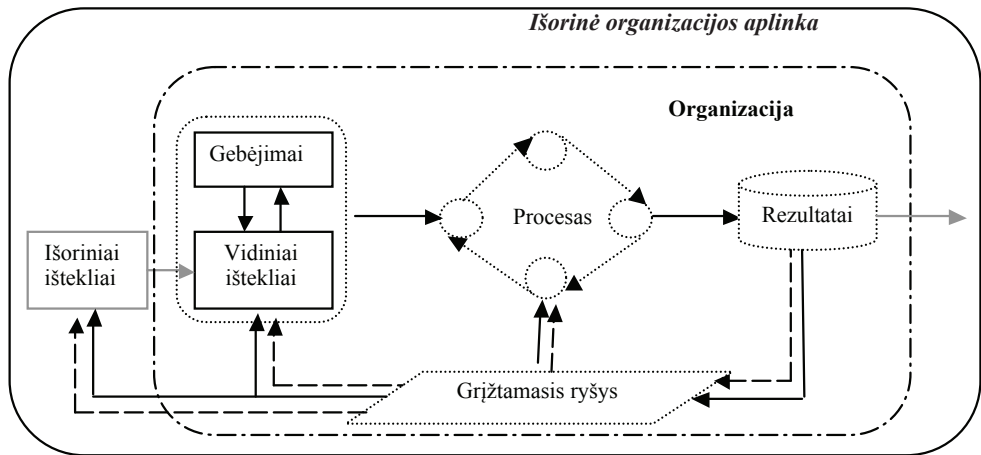 Išorinė organizacijos aplinka
Organizacija
Gebėjimai
Procesas
Rezultatai
Išoriniai
ištekliai
Vidiniai
ištekliai
Grįžtamasis ryšys